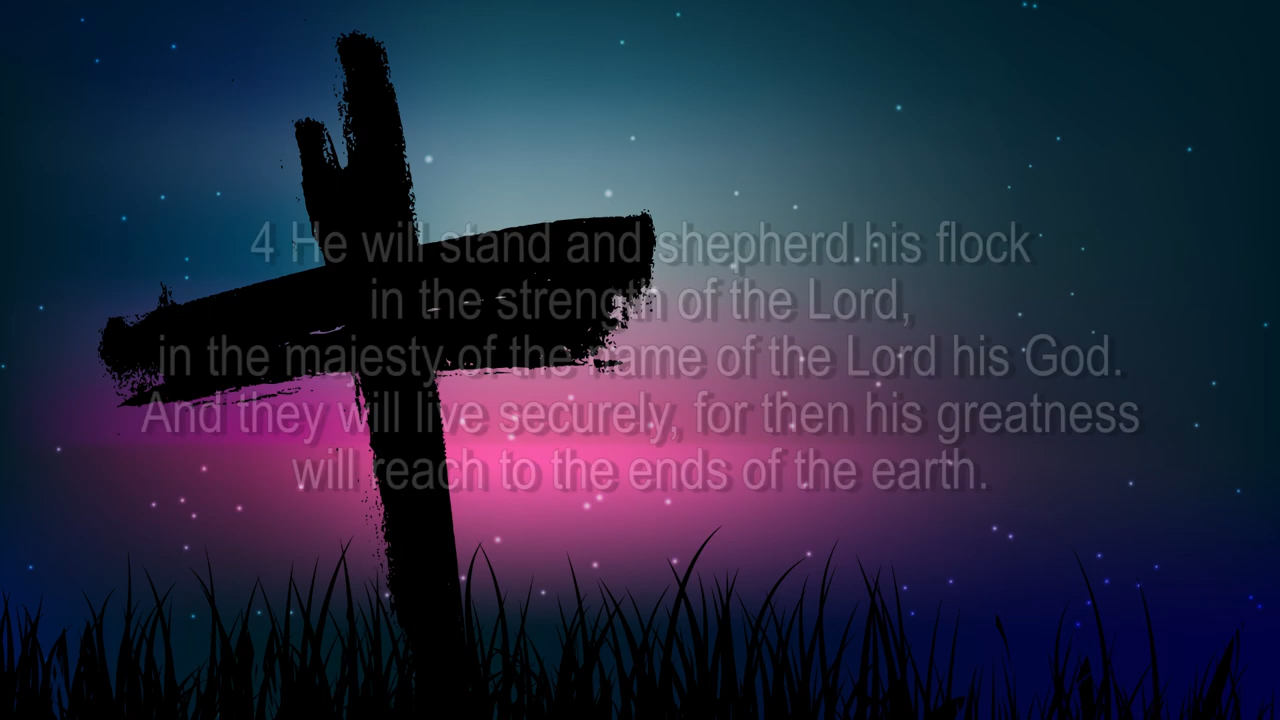 4 He will stand and shepherd his flock
in the strength of the Lord,
in the majesty of the name of the Lord his God.
And they will live securely, for then his greatness
will reach to the ends of the earth.